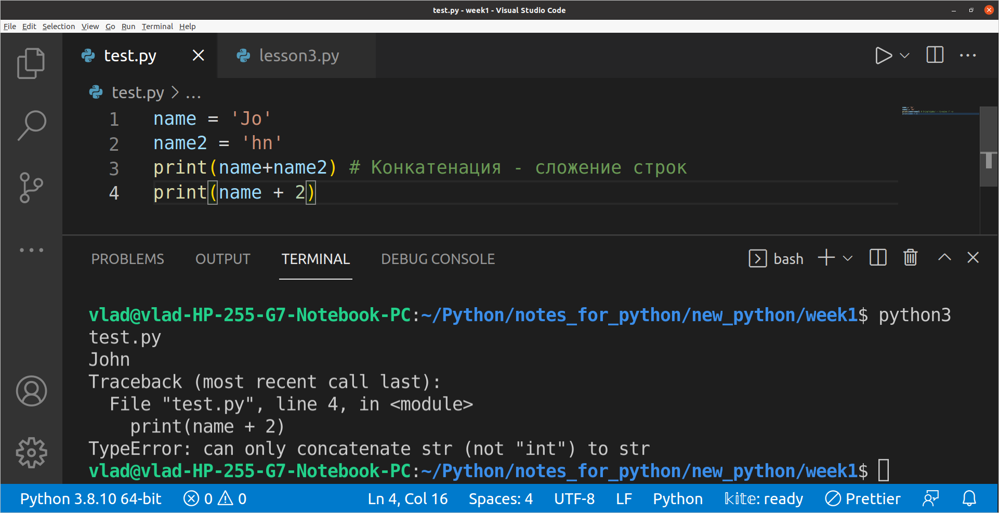 test.py - week1 - Visual Studio Code
File Edit Selection View Go Run Terminal Help
test.py lesson3.py
test.py > ...
1 name = 'Jo'
2 name2 = 'hn'
3 print(name+name2) # Конкатенация - сложение строк
4 print(name + 2)
PROBLEMS OUTPUT TERMINAL DEBUG CONSOLE bash
vlad@vlad-HP-255-G7-Notebook-PC:~/Python/notes_for_python/new_python/week1$ python3
test.py
John
Traceback (most recent call last):
  File "test.py", line 4, in <module>
    print(name + 2)
TypeError: can only concatenate str (not "int") to str
vlad@vlad-HP-255-G7-Notebook-PC:~/Python/notes_for_python/new_python/week1$
Python 3.8.10 64-bit 0 0 Ln 4, Col 16 Spaces: 4 UTF-8 LF Python kite: ready Prettier